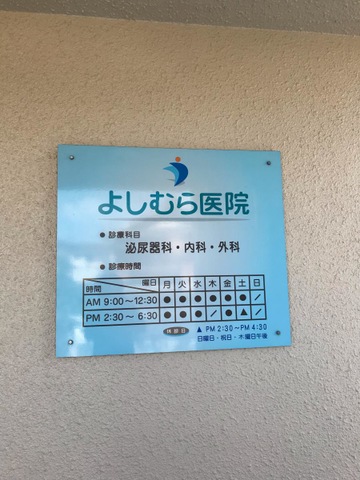 よしむら医院
● 診療科目
泌尿器科・内科・外科
● 診療時間
時間 曜日 月 火 水 木 金 土 日
AM 9:00〜12:30 ● ● ● ● ● ● ／
PM 2:30〜 6:30 ● ● ● ／ ● ▲ ／
休診日 ▲ PM 2:30〜PM 4:30
日曜日・祝日・木曜日午後